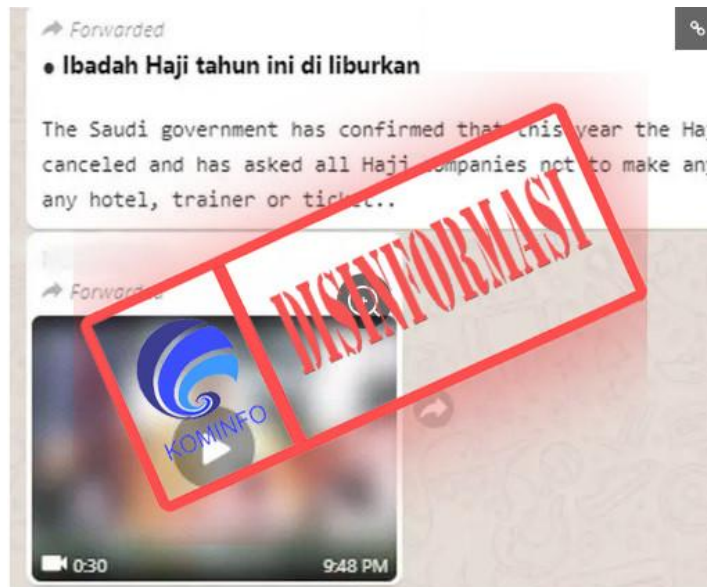 Forwarded
• Ibadah Haji tahun ini di liburkan
The Saudi government has confirmed that this year the Haj
canceled and has asked all Haji companies not to make any
any hotel, trainer or ticket..
Forwarded
DISINFORMASI
KOMINFO
0:30
9:48 PM